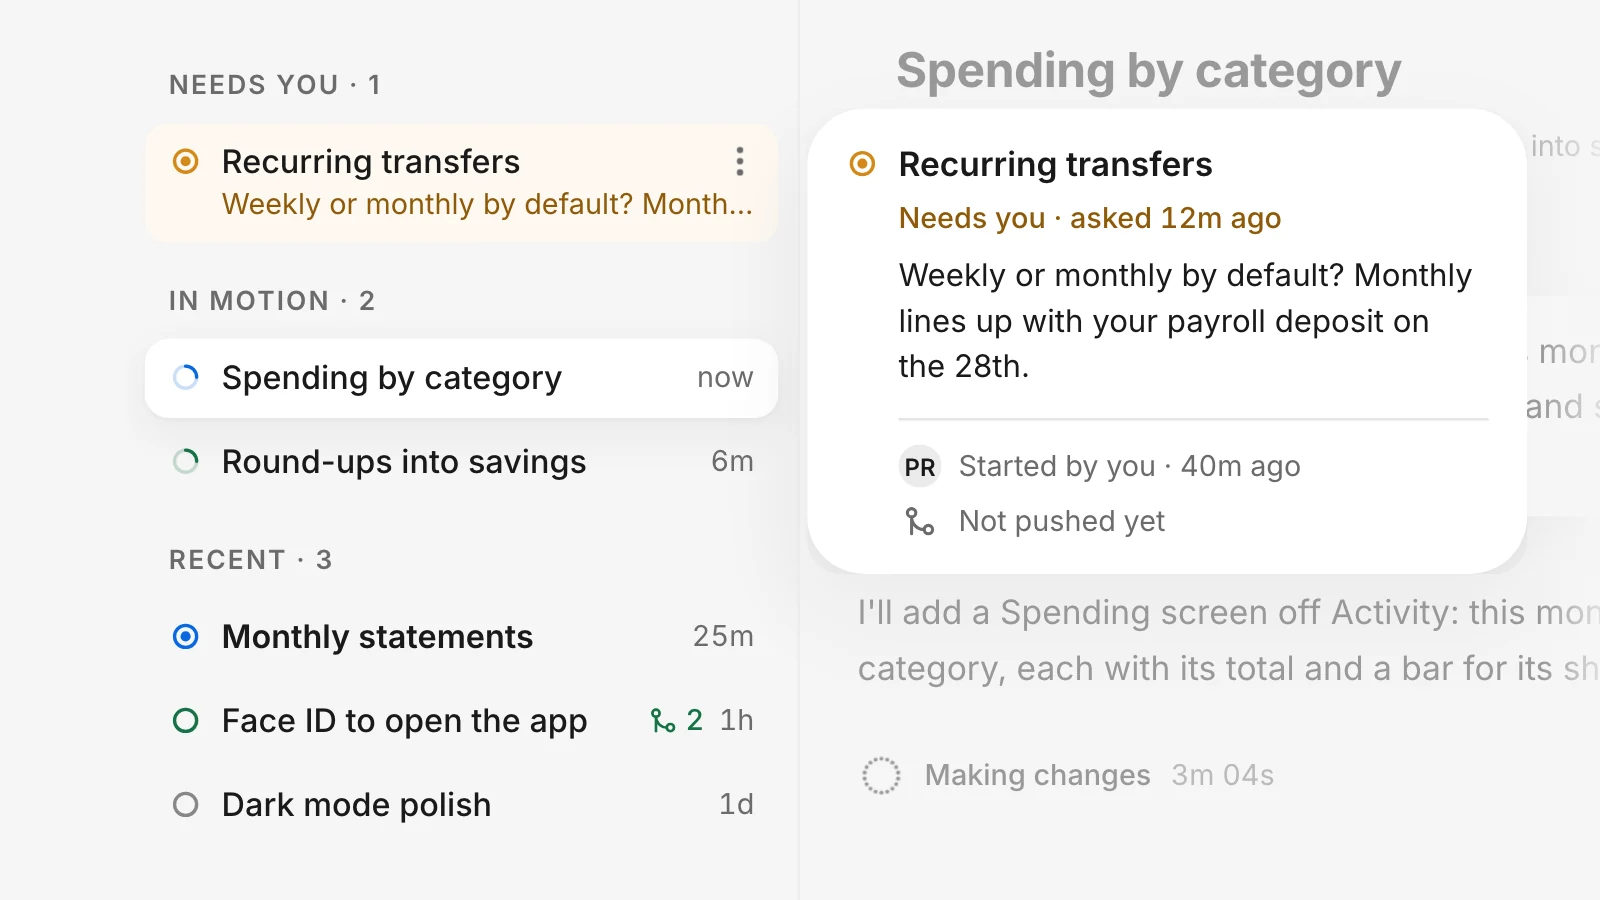 NEEDS YOU · 1
Recurring transfers
Weekly or monthly by default? Month...
IN MOTION · 2
Spending by category now
Round-ups into savings 6m
RECENT · 3
Monthly statements 25m
Face ID to open the app 2 1h
Dark mode polish 1d
Spending by category
into
Recurring transfers
Needs you · asked 12m ago
Weekly or monthly by default? Monthly
lines up with your payroll deposit on
the 28th.
PR Started by you · 40m ago
Not pushed yet
and
I'll add a Spending screen off Activity: this
category, each with its total and a bar for its
Making changes 3m 04s